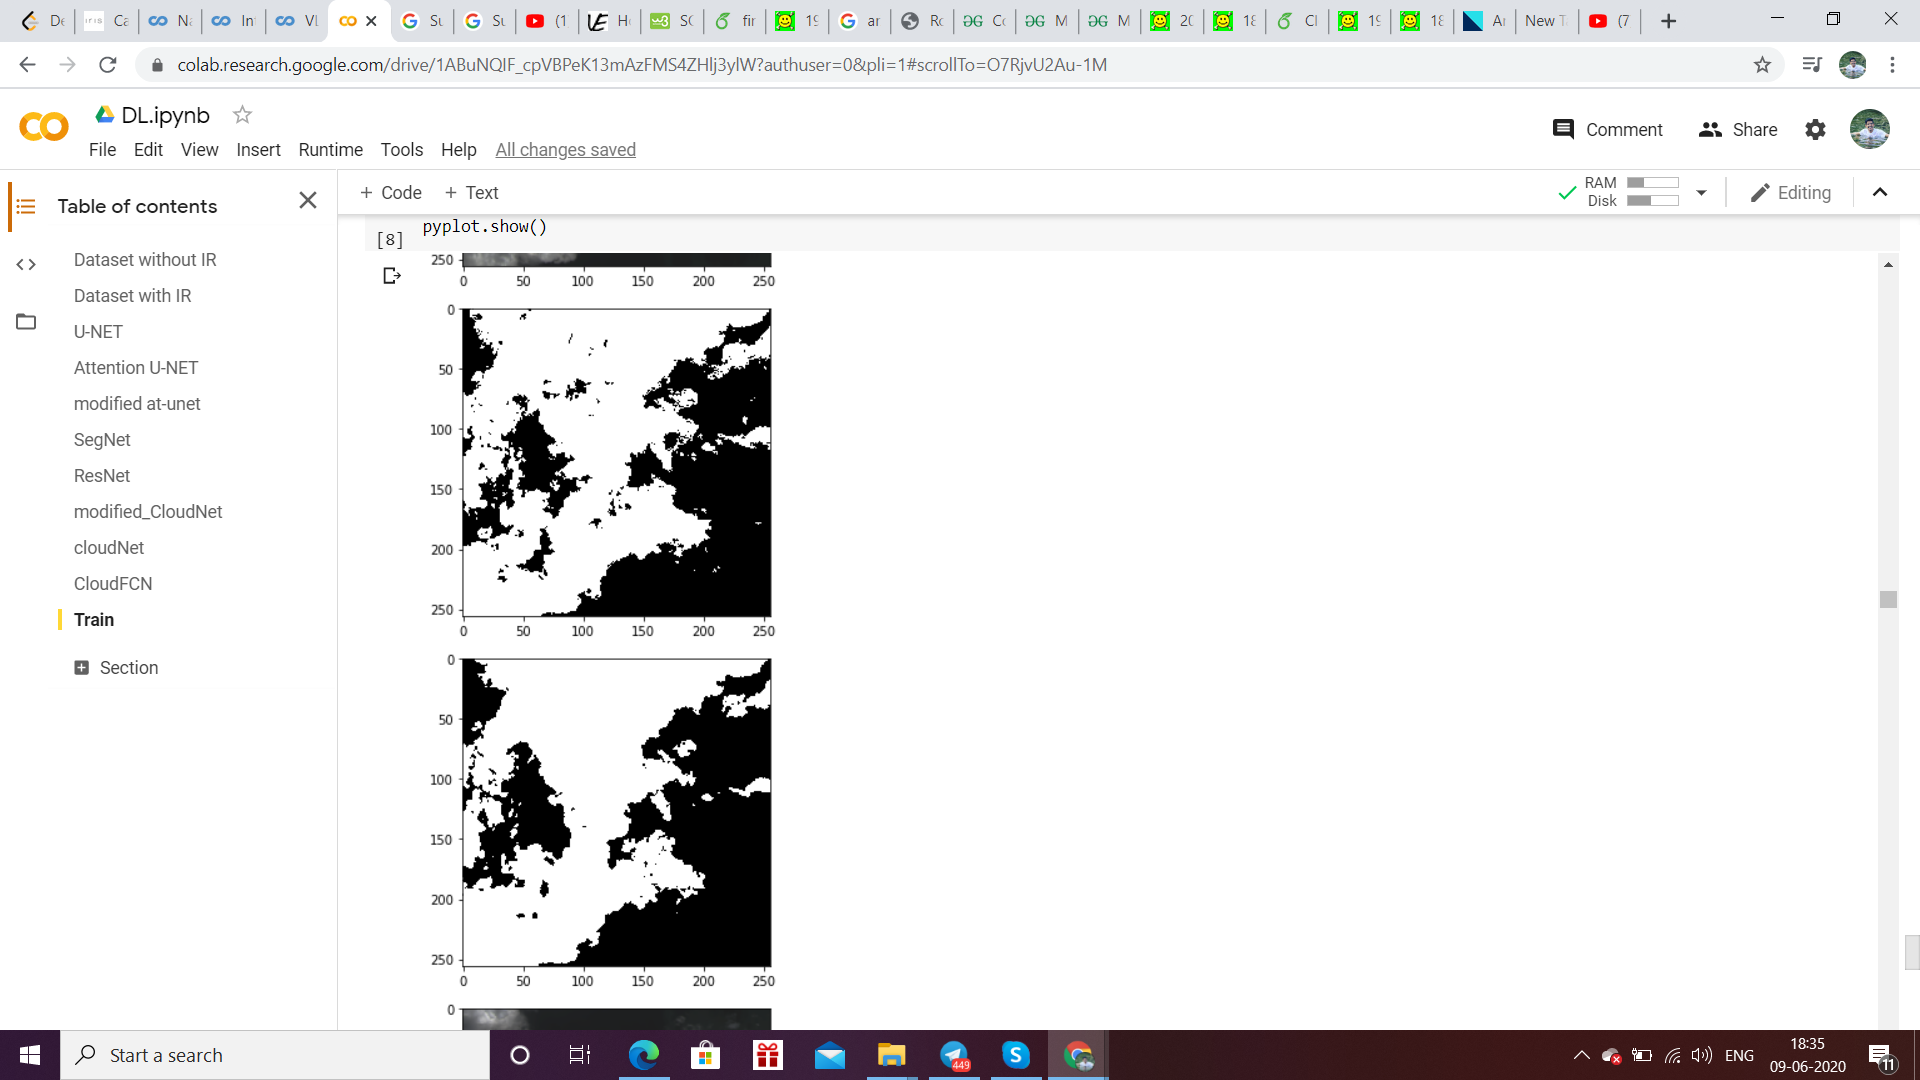 De
Ca
Na
In
VL
Su
Su
(1
He
SC
fir
19
ar
Ro
Co
M
M
20
18
Cl
19
18
Ar
New T
(7
colab.research.google.com/drive/1ABuNQIF_cpVBPeK13mAzFMS4ZHlj3ylW?authuser=0&pli=1#scrollTo=O7RjvU2Au-1M
DL.ipynb
File Edit View Insert Runtime Tools Help All changes saved
Comment Share
+ Code + Text
RAM
Disk
Editing
Table of contents
Dataset without IR
Dataset with IR
U-NET
Attention U-NET
modified at-unet
SegNet
ResNet
modified_CloudNet
cloudNet
CloudFCN
Train
Section
pyplot.show()
[8]
250
0 50 100 150 200 250
0
50
100
150
200
250
0 50 100 150 200 250
0
50
100
150
200
250
0 50 100 150 200 250
0
Start a search
449
ENG
18:35
09-06-2020
11